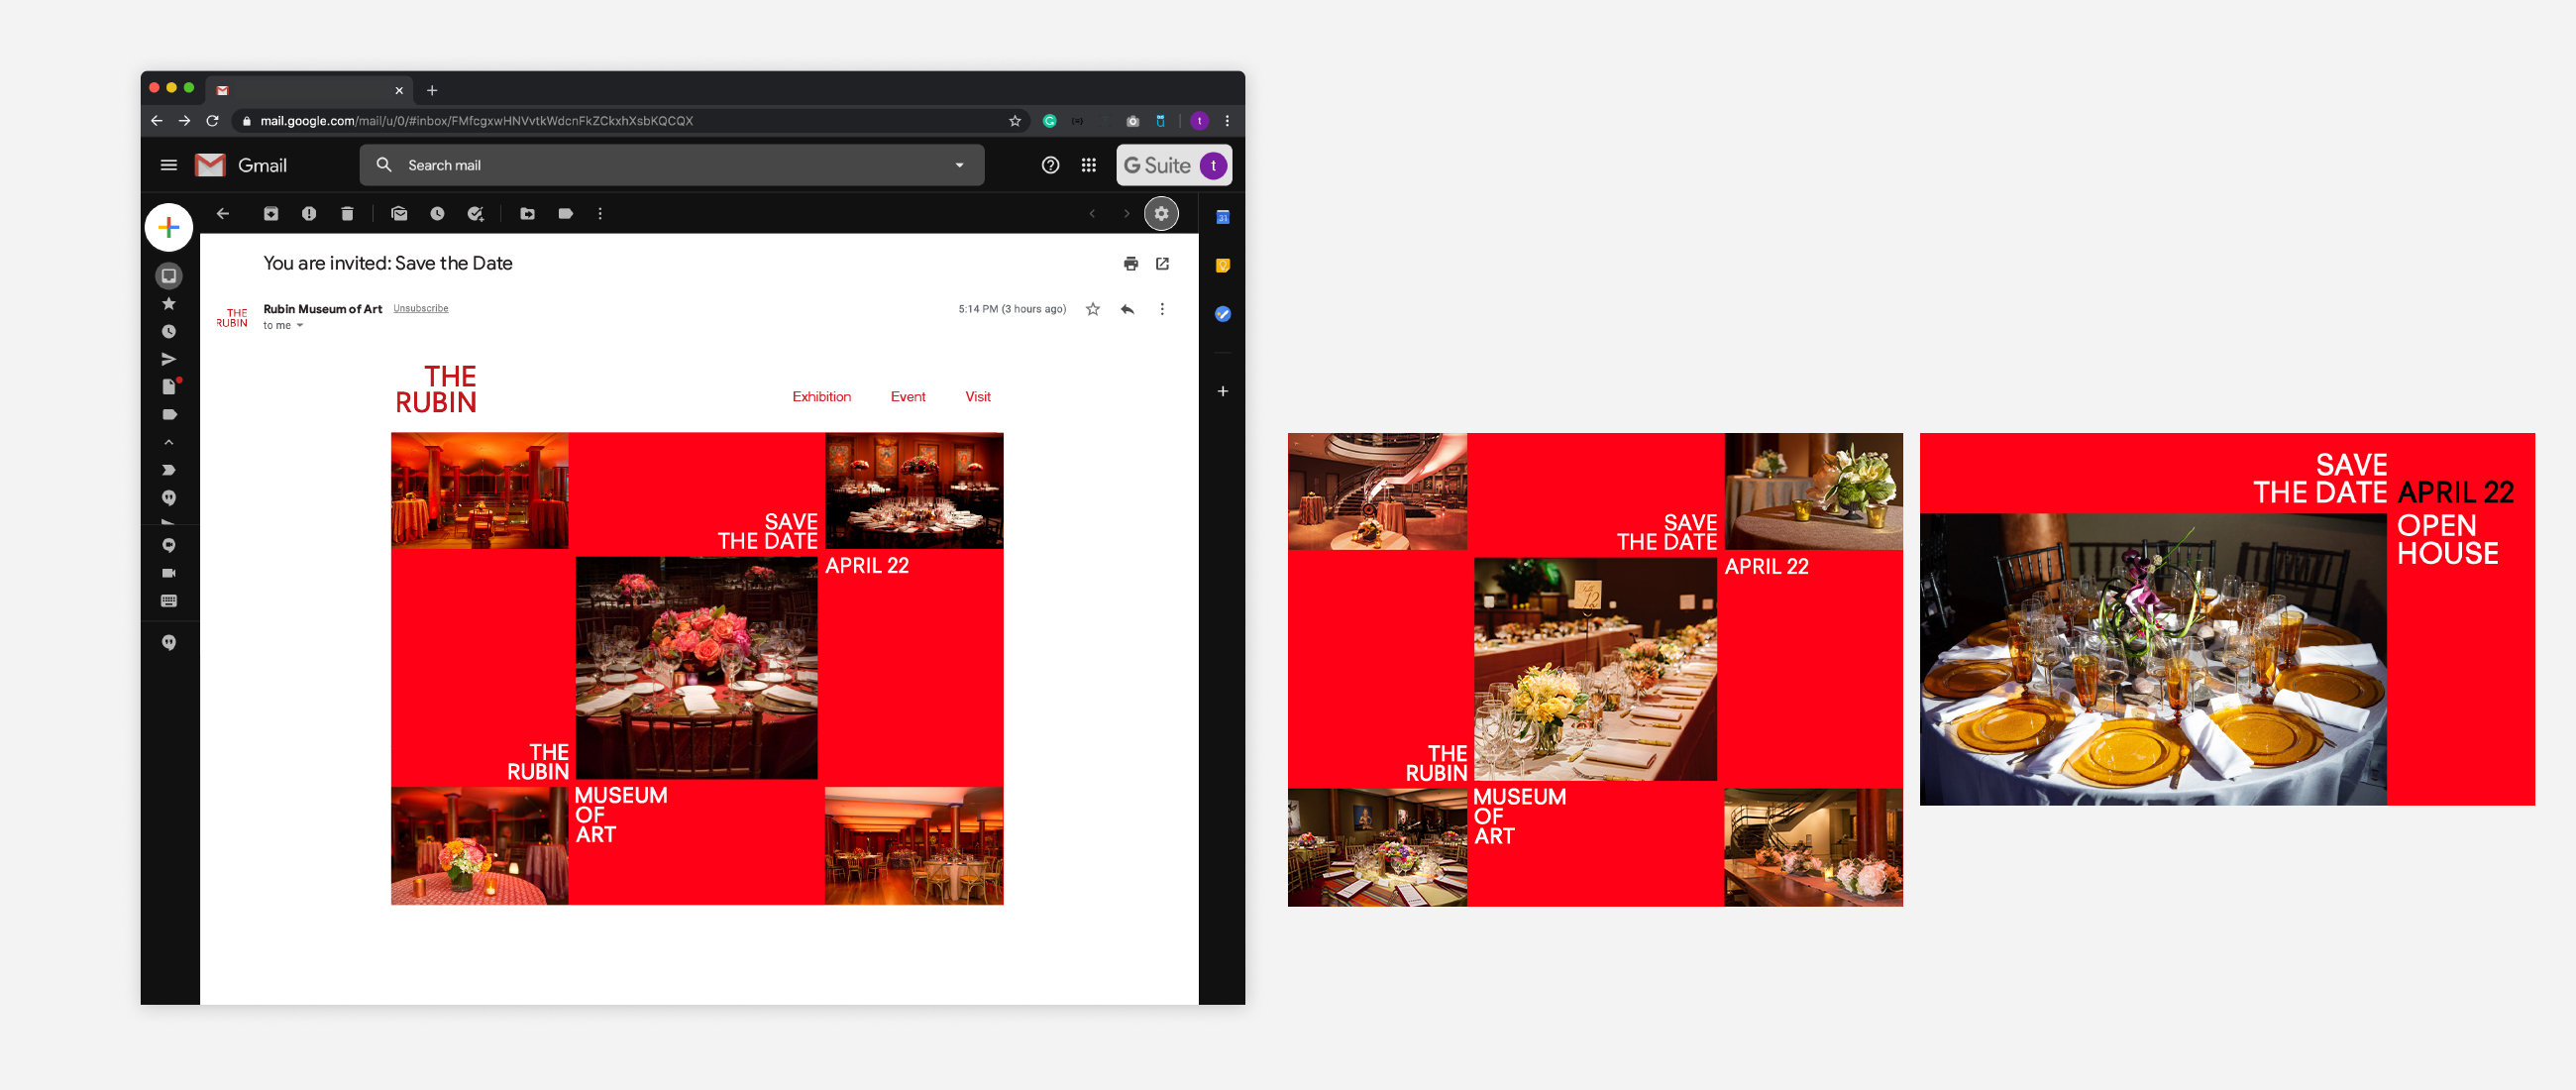 mail.google.com/mail/u/0/#inbox/FMfcgxwHNVvtkWdcnFkZCkxhXsbKQCQX
t
Gmail
Search mail
G Suite
t
31
You are invited: Save the Date
THE
RUBIN
Rubin Museum of Art Unsubscribe
to me
5:14 PM (3 hours ago)
THE
RUBIN
Exhibition Event Visit
SAVE
THE DATE
APRIL 22
THE
RUBIN
MUSEUM
OF
ART
SAVE
THE DATE
APRIL 22
12
THE
RUBIN
MUSEUM
OF
ART
SAVE
THE DATE APRIL 22
OPEN
HOUSE